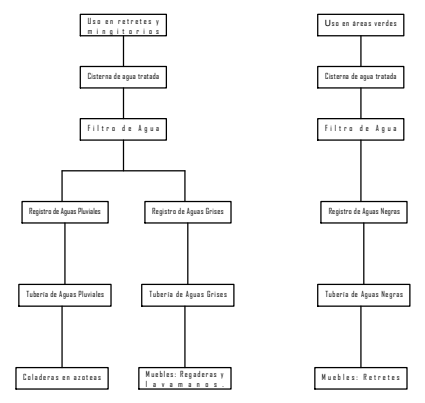 Uso en retretes y
mingitorios
Uso en áreas verdes
Cisterna de agua tratada
Cisterna de agua tratada
Filtro de Agua
Filtro de Agua
Registro de Aguas Pluviales
Registro de Aguas Grises
Registro de Aguas Negras
Tubería de Aguas Pluviales
Tubería de Aguas Grises
Tubería de Aguas Negras
Coladeras en azoteas
Muebles: Regaderas y
lavamanos.
Muebles: Retretes